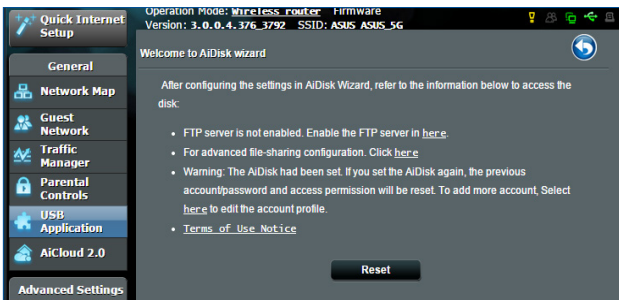 Quick Internet
Setup
General
Network Map
Guest
Network
Traffic
Manager
Parental
Controls
USB
Application
AiCloud 2.0
Advanced Settings
Operation Mode: Wireless router Firmware
Version: 3.0.0.4.376_3792 SSID: ASUS ASUS_5G
Welcome to AiDisk wizard
After configuring the settings in AiDisk Wizard, refer to the information below to access the
disk:
• FTP server is not enabled. Enable the FTP server in here.
• For advanced file-sharing configuration. Click here
• Warning: The AiDisk had been set. If you set the AiDisk again, the previous
account/password and access permission will be reset. To add more account, Select
here to edit the account profile.
• Terms of Use Notice
Reset